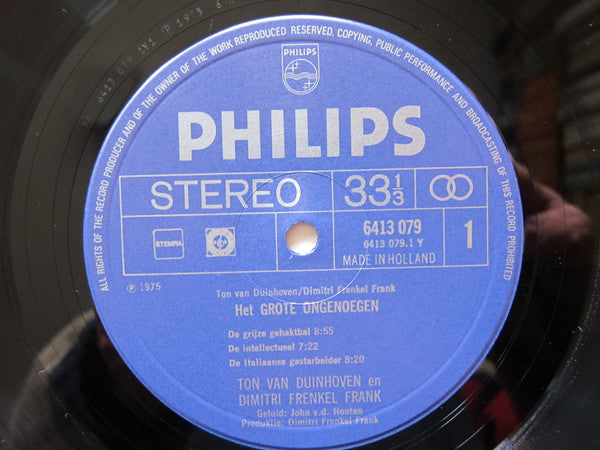 ALL RIGHTS OF THE RECORD PRODUCER AND OF THE OWNER OF THE WORK REPRODUCED RESERVED, COPYING, PUBLIC PERFORMANCE AND BROADCASTING OF THIS RECORD PROHIBITED
PHILIPS
PHILIPS
STEREO
33 1/3
STEMRA
6413 079
6413 079.1 Y
MADE IN HOLLAND
1
℗ 1975
Ton van Duinhoven/Dimitri Frenkel Frank
Het GROTE ONGENOEGEN
De grijze gehaktbal 8:55
De intellectueel 7:22
De Italiaanse gastarbeider 8:20
TON VAN DUINHOVEN en
DIMITRI FRENKEL FRANK
Geluid: John v.d. Houten
Produktie: Dimitri Frenkel Frank